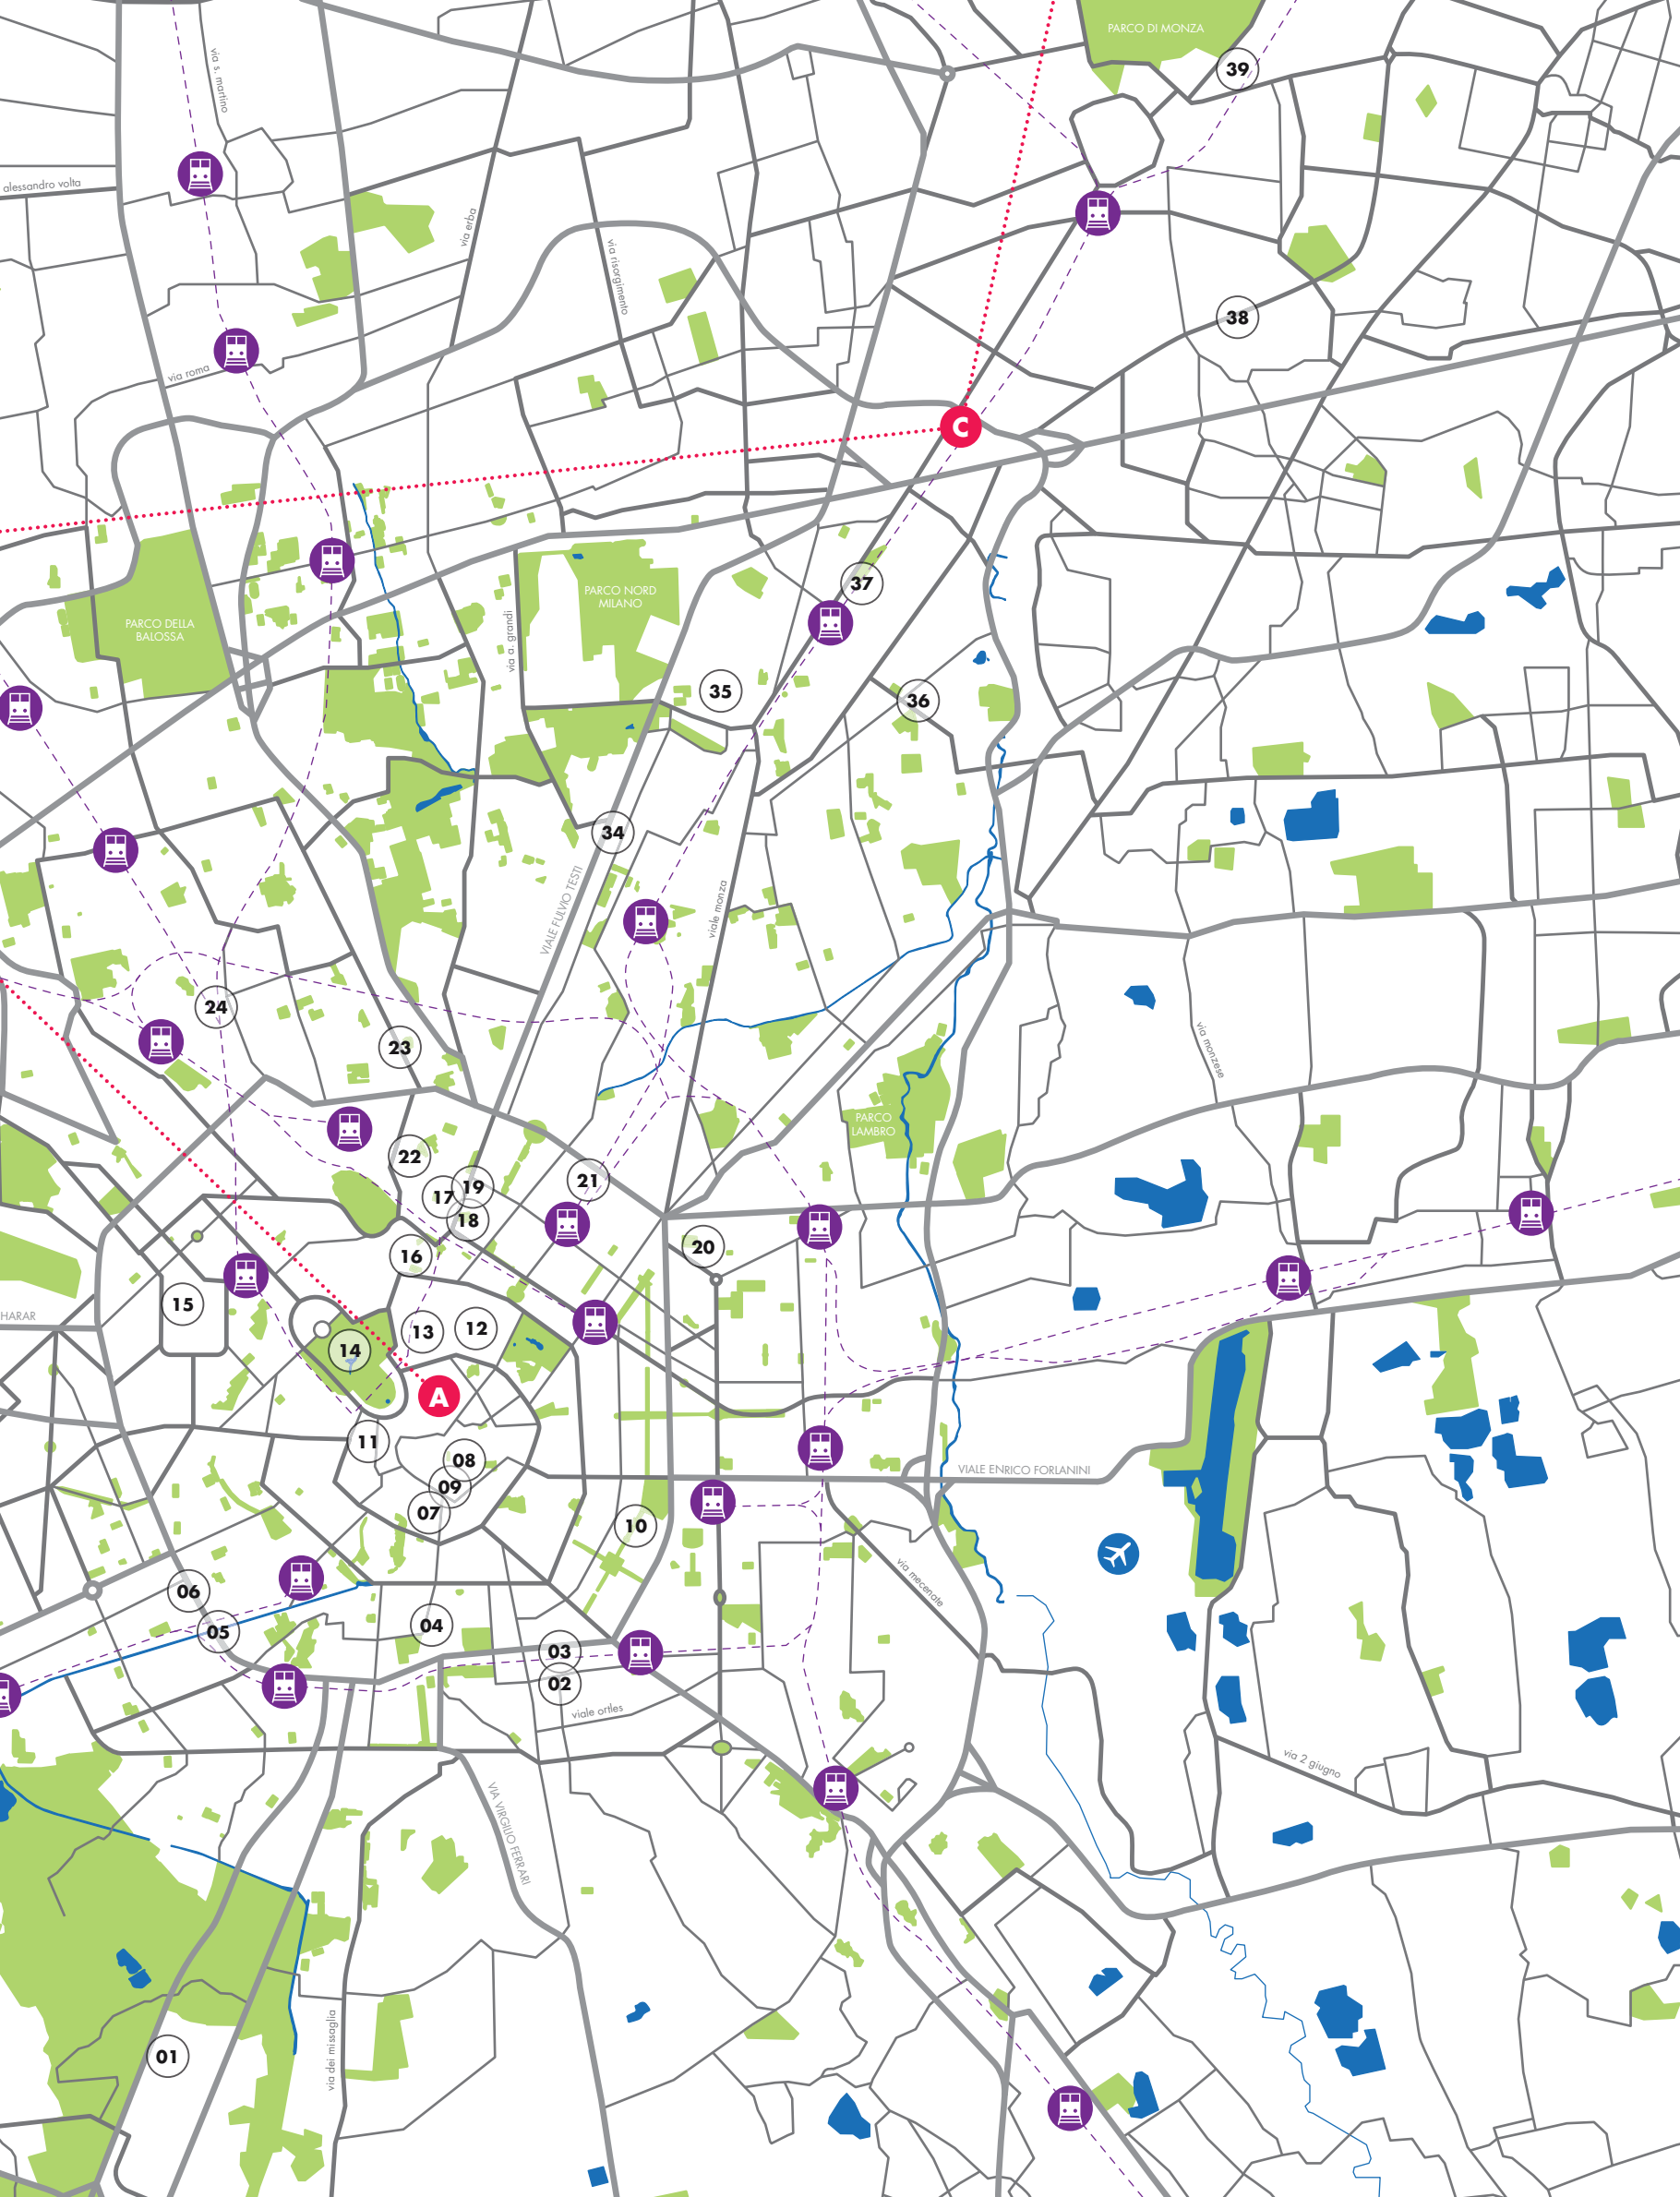 PARCO DI MONZA
39
via s. martino
alessandro volta
via erba
via risorgimento
38
via roma
C
PARCO NORD
MILANO
37
PARCO DELLA
BALOSSA
via a. grandi
35
36
34
VIALE FULVIO TESTI
viale monza
24
23
via monzese
PARCO
LAMBRO
22
21
19
17
18
20
16
15
HARAR
13
12
14
A
11
08
VIALE ENRICO FORLANINI
09
07
10
via mecenate
06
05
04
03
02
viale ortles
via 2 giugno
VIA VIRGILIO FERRARI
via dei missaglia
01